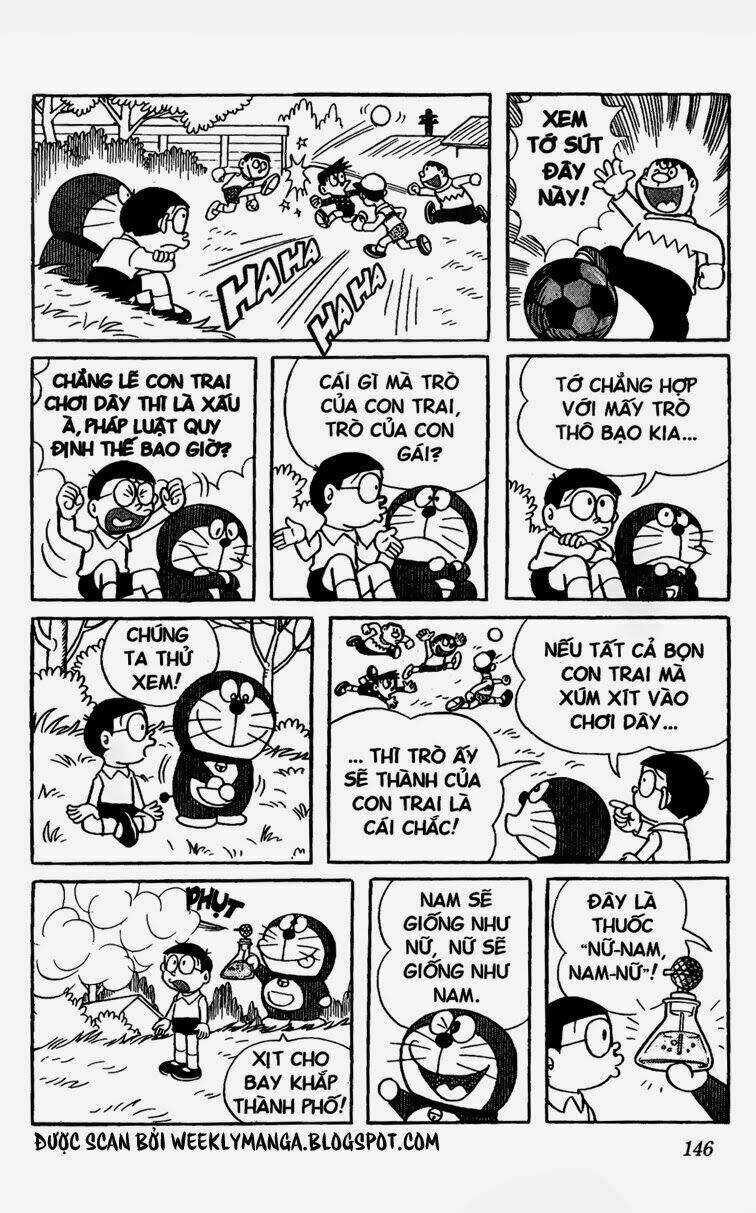 XEM
TỚ SÚT
ĐÂY
NÀY!
HA HA
HA HA
TỚ CHẲNG HỢP
VỚI MẤY TRÒ
THÔ BẠO KIA...
CÁI GÌ MÀ TRÒ
CỦA CON TRAI,
TRÒ CỦA CON
GÁI?
CHẲNG LẼ CON TRAI
CHƠI DÂY THÌ LÀ XẤU
À, PHÁP LUẬT QUY
ĐỊNH THẾ BAO GIỜ?
NẾU TẤT CẢ BỌN
CON TRAI MÀ
XÚM XÍT VÀO
CHƠI DÂY...
... THÌ TRÒ ẤY
SẼ THÀNH CỦA
CON TRAI LÀ
CÁI CHẮC!
CHÚNG
TA THỬ
XEM!
ĐÂY LÀ
THUỐC
"NỮ-NAM,
NAM-NỮ"!
NAM SẼ
GIỐNG NHƯ
NỮ, NỮ SẼ
GIỐNG NHƯ
NAM.
PHỤT
XỊT CHO
BAY KHẮP
THÀNH PHỐ!
ĐƯỢC SCAN BỞI WEEKLYMANGA.BLOGSPOT.COM
146